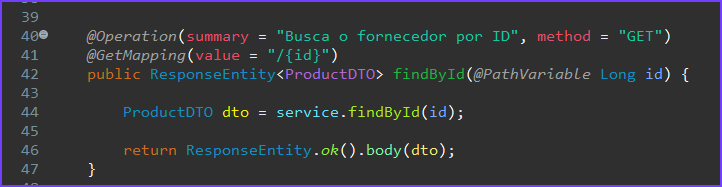 39
40 @Operation(summary = "Busca o fornecedor por ID", method = "GET")
41 @GetMapping(value = "/{id}")
42 public ResponseEntity<ProductDTO> findById(@PathVariable Long id) {
43
44 ProductDTO dto = service.findById(id);
45
46 return ResponseEntity.ok().body(dto);
47 }